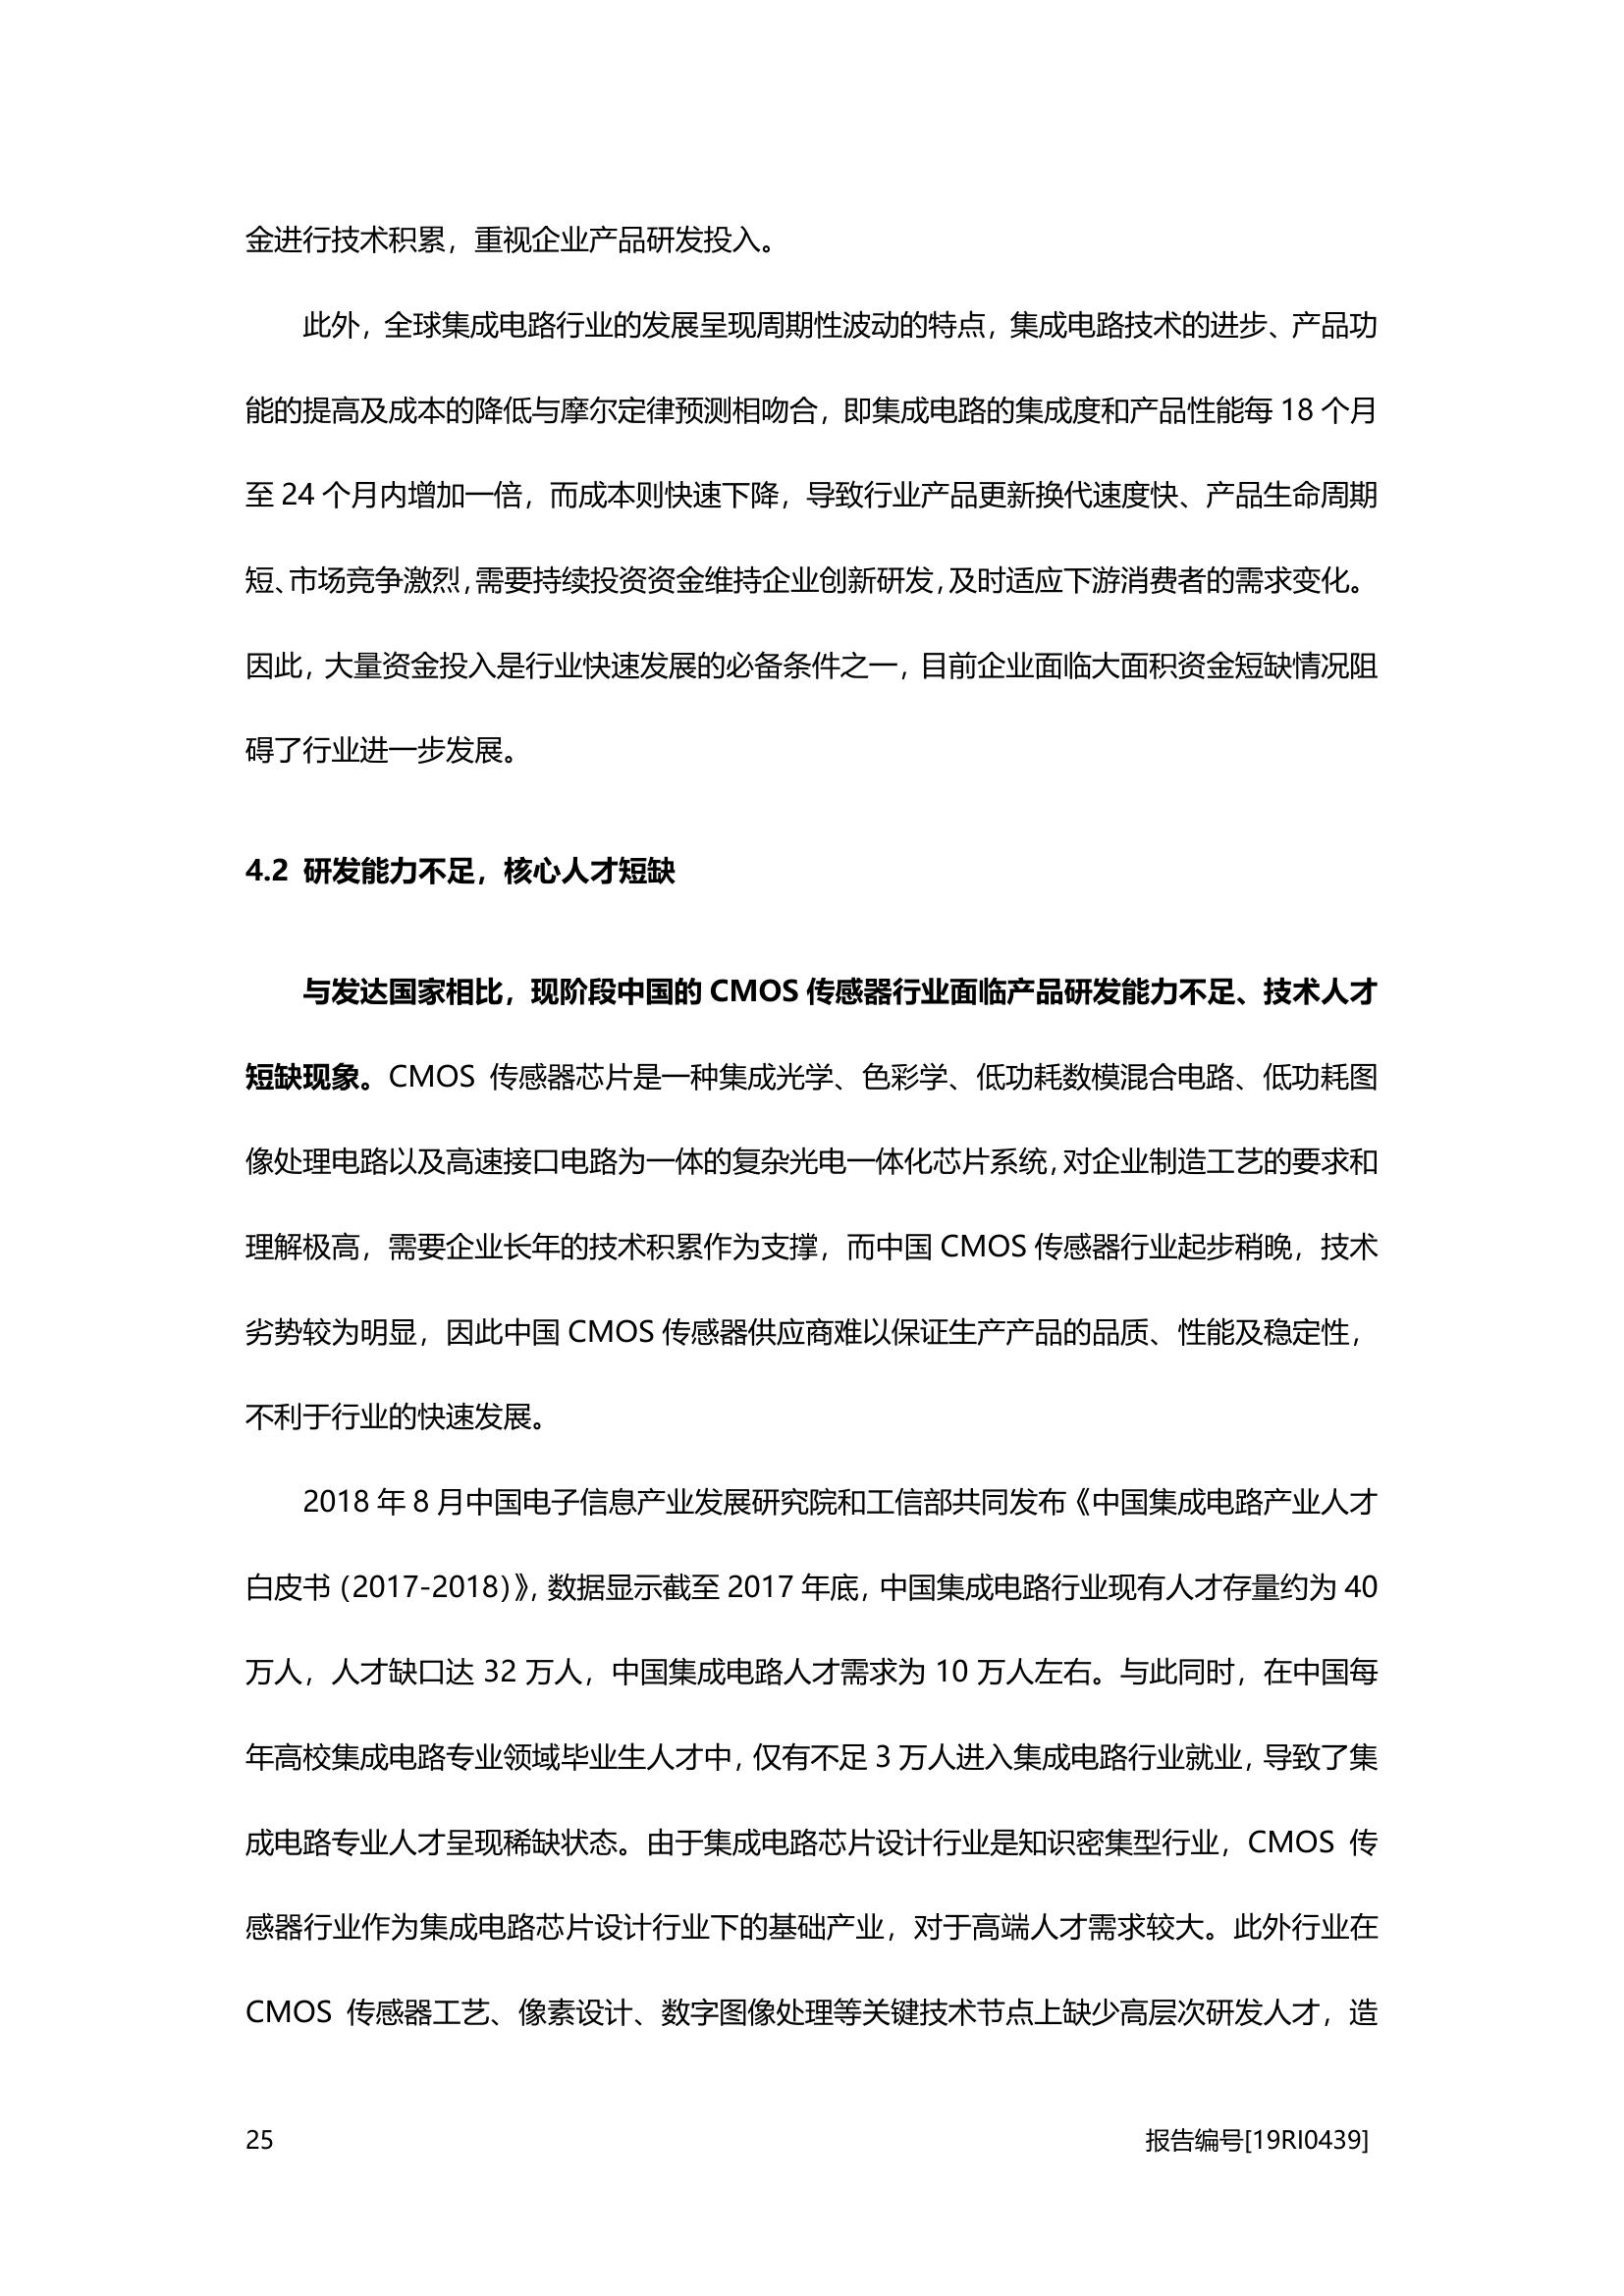 金进行技术积累，重视企业产品研发投入。
此外，全球集成电路行业的发展呈现周期性波动的特点，集成电路技术的进步、产品功
能的提高及成本的降低与摩尔定律预测相吻合，即集成电路的集成度和产品性能每 18 个月
至 24 个月内增加一倍，而成本则快速下降，导致行业产品更新换代速度快、产品生命周期
短、市场竞争激烈，需要持续投资资金维持企业创新研发，及时适应下游消费者的需求变化。
因此，大量资金投入是行业快速发展的必备条件之一，目前企业面临大面积资金短缺情况阻
碍了行业进一步发展。
4.2 研发能力不足，核心人才短缺
与发达国家相比，现阶段中国的 CMOS 传感器行业面临产品研发能力不足、技术人才
短缺现象。CMOS 传感器芯片是一种集成光学、色彩学、低功耗数模混合电路、低功耗图
像处理电路以及高速接口电路为一体的复杂光电一体化芯片系统，对企业制造工艺的要求和
理解极高，需要企业长年的技术积累作为支撑，而中国 CMOS 传感器行业起步稍晚，技术
劣势较为明显，因此中国 CMOS 传感器供应商难以保证生产产品的品质、性能及稳定性，
不利于行业的快速发展。
2018 年 8 月中国电子信息产业发展研究院和工信部共同发布《中国集成电路产业人才
白皮书（2017-2018）》，数据显示截至 2017 年底，中国集成电路行业现有人才存量约为 40
万人，人才缺口达 32 万人，中国集成电路人才需求为 10 万人左右。与此同时，在中国每
年高校集成电路专业领域毕业生人才中，仅有不足 3 万人进入集成电路行业就业，导致了集
成电路专业人才呈现稀缺状态。由于集成电路芯片设计行业是知识密集型行业，CMOS 传
感器行业作为集成电路芯片设计行业下的基础产业，对于高端人才需求较大。此外行业在
CMOS 传感器工艺、像素设计、数字图像处理等关键技术节点上缺少高层次研发人才，造
25 报告编号[19RI0439]